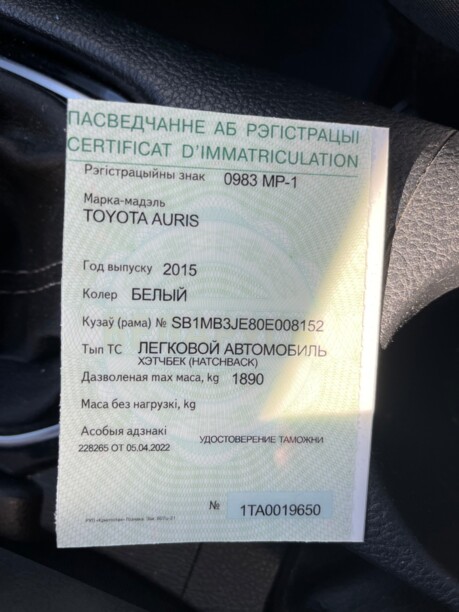 ПАСВЕДЧАННЕ АБ РЭГІСТРАЦЫІ
CERTIFICAT D'IMMATRICULATION
Рэгістрацыйны знак 0983 MP-1
Марка-мадэль
TOYOTA AURIS
Год выпуску 2015
Колер БЕЛЫЙ
Кузаў (рама) № SB1MB3JE80E008152
Тып ТС ЛЕГКОВОЙ АВТОМОБИЛЬ
ХЭТЧБЕК (HATCHBACK)
Дазволеная max маса, kg 1890
Маса без нагрузкі, kg
Асобыя адзнакі УДОСТОВЕРЕНИЕ ТАМОЖНИ
228265 ОТ 05.04.2022
№ 1TA0019650